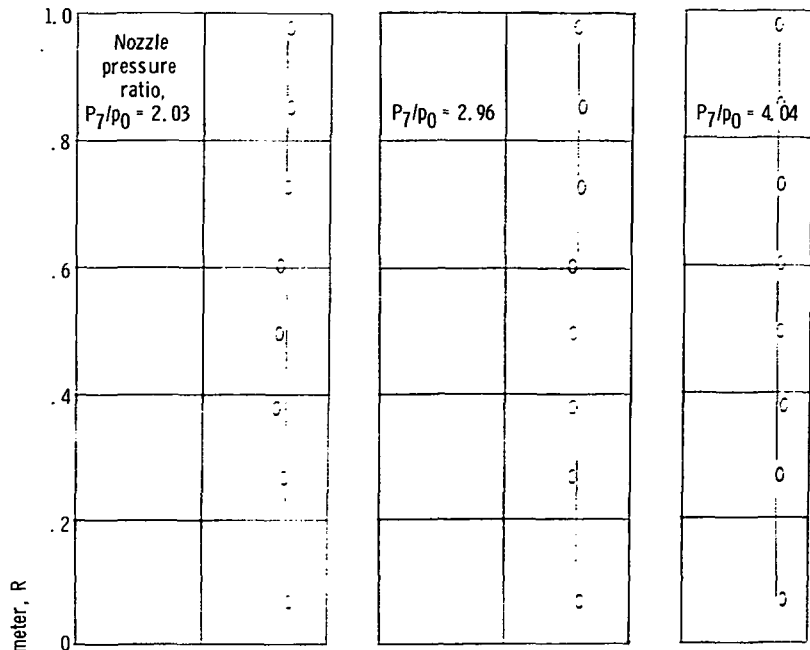 1.0
Nozzle
pressure
ratio,
P7/p0 = 2.03
P7/p0 = 2.96
P7/p0 = 4.04
.8
.6
.4
.2
0
meter, R